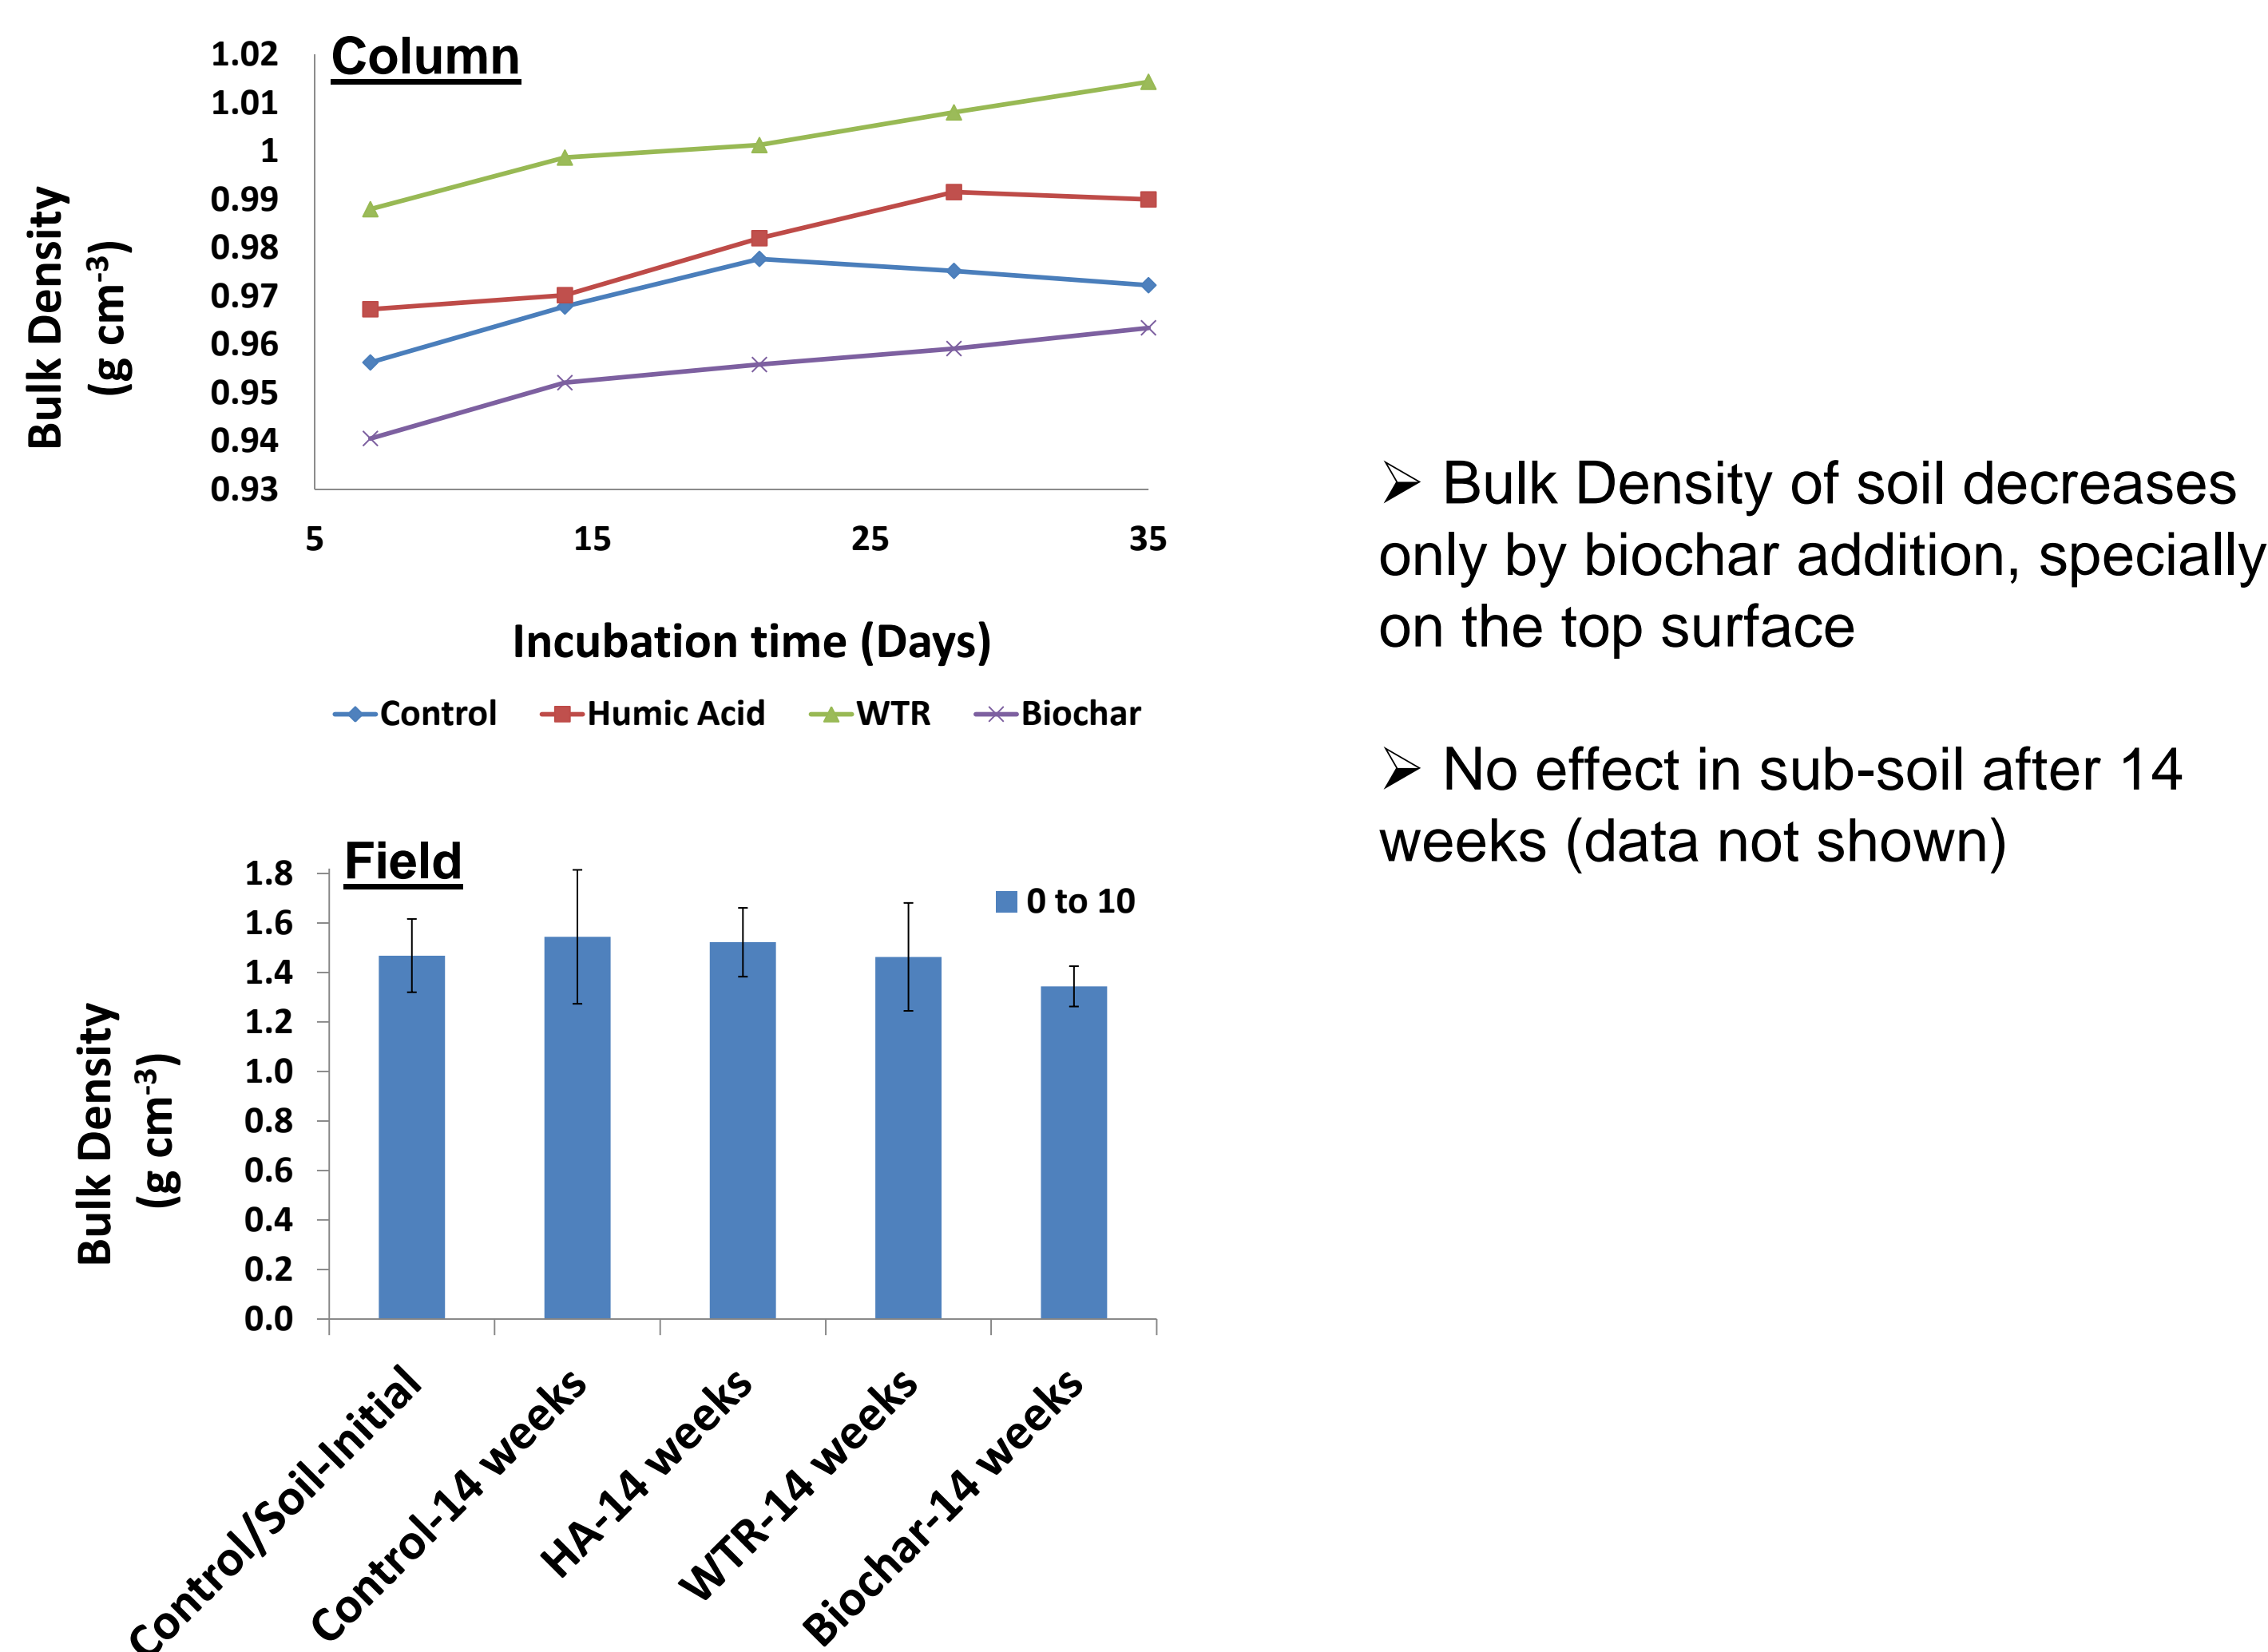 Column
1.02
1.01
1
0.99
0.98
0.97
0.96
0.95
0.94
0.93
Bulk Density
(g cm-3)
5 15 25 35
Incubation time (Days)
Control Humic Acid WTR Biochar
Field
0 to 10
1.8
1.6
1.4
1.2
1.0
0.8
0.6
0.4
0.2
0.0
Bulk Density
(g cm-3)
Control/Soil-Initial
Control-14 weeks
HA-14 weeks
WTR-14 weeks
Biochar-14 weeks
➢ Bulk Density of soil decreases
only by biochar addition, specially
on the top surface
➢ No effect in sub-soil after 14
weeks (data not shown)